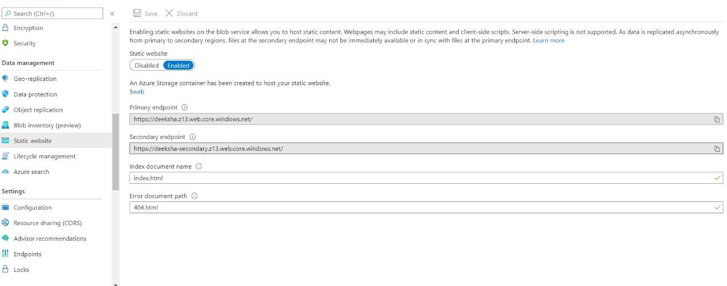 Search (Ctrl+/)
«
Save
Discard
Encryption
Security
Data management
Geo-replication
Data protection
Object replication
Blob inventory (preview)
Static website
Lifecycle management
Azure search
Settings
Configuration
Resource sharing (CORS)
Advisor recommendations
Endpoints
Locks
Enabling static websites on the blob service allows you to host static content. Webpages may include static content and client-side scripts. Server-side scripting is not supported. As data is replicated asynchronously
from primary to secondary regions, files at the secondary endpoint may not be immediately available or in sync with files at the primary endpoint. Learn more
Static website
Disabled Enabled
An Azure Storage container has been created to host your static website.
$web
Primary endpoint
https://deeksha.z13.web.core.windows.net/
Secondary endpoint
https://deeksha-secondary.z13.web.core.windows.net/
Index document name
index.html
Error document path
404.html